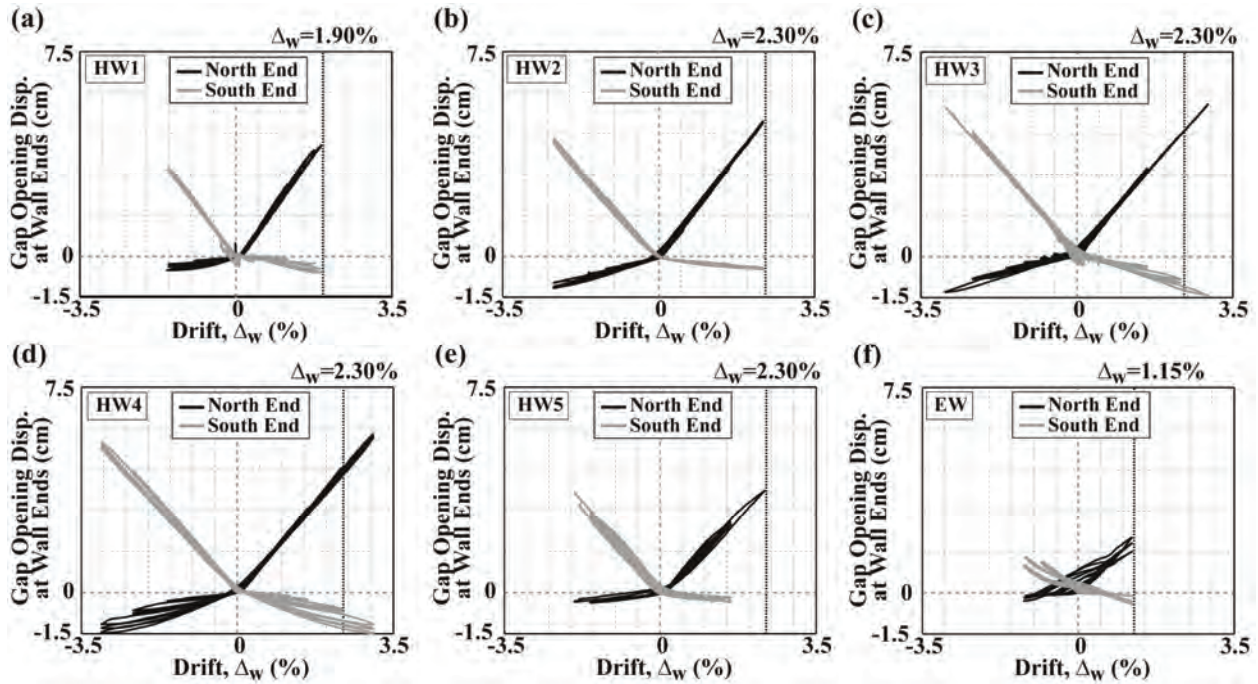 (a)
Δw=1.90%
7.5
HW1
North End
South End
Gap Opening Disp.
at Wall Ends (cm)
0
-1.5
-3.5
0
3.5
Drift, Δw (%)
(b)
Δw=2.30%
7.5
HW2
North End
South End
Gap Opening Disp.
at Wall Ends (cm)
0
-1.5
-3.5
0
3.5
Drift, Δw (%)
(c)
Δw=2.30%
7.5
HW3
North End
South End
Gap Opening Disp.
at Wall Ends (cm)
0
-1.5
-3.5
0
3.5
Drift, Δw (%)
(d)
Δw=2.30%
7.5
HW4
North End
South End
Gap Opening Disp.
at Wall Ends (cm)
0
-1.5
-3.5
0
3.5
Drift, Δw (%)
(e)
Δw=2.30%
7.5
HW5
North End
South End
Gap Opening Disp.
at Wall Ends (cm)
0
-1.5
-3.5
0
3.5
Drift, Δw (%)
(f)
Δw=1.15%
7.5
EW
North End
South End
Gap Opening Disp.
at Wall Ends (cm)
0
-1.5
-3.5
0
3.5
Drift, Δw (%)